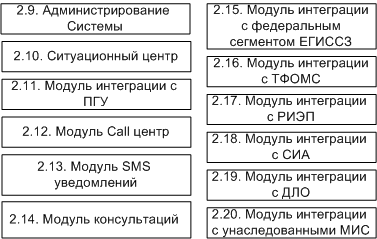 2.9. Администрирование
Системы
2.10. Ситуационный центр
2.11. Модуль интеграции с
ПГУ
2.12. Модуль Call центр
2.13. Модуль SMS
уведомлений
2.14. Модуль консультаций
2.15. Модуль интеграции
с федеральным
сегментом ЕГИССЗ
2.16. Модуль интеграции
с ТФОМС
2.17. Модуль интеграции
с РИЭП
2.18. Модуль интеграции
с СИА
2.19. Модуль интеграции
с ДЛО
2.20. Модуль интеграции
с унаследованными МИС